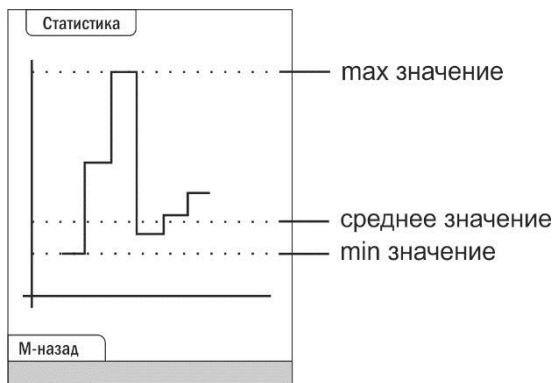 Статистика
max значение
среднее значение
min значение
М-назад